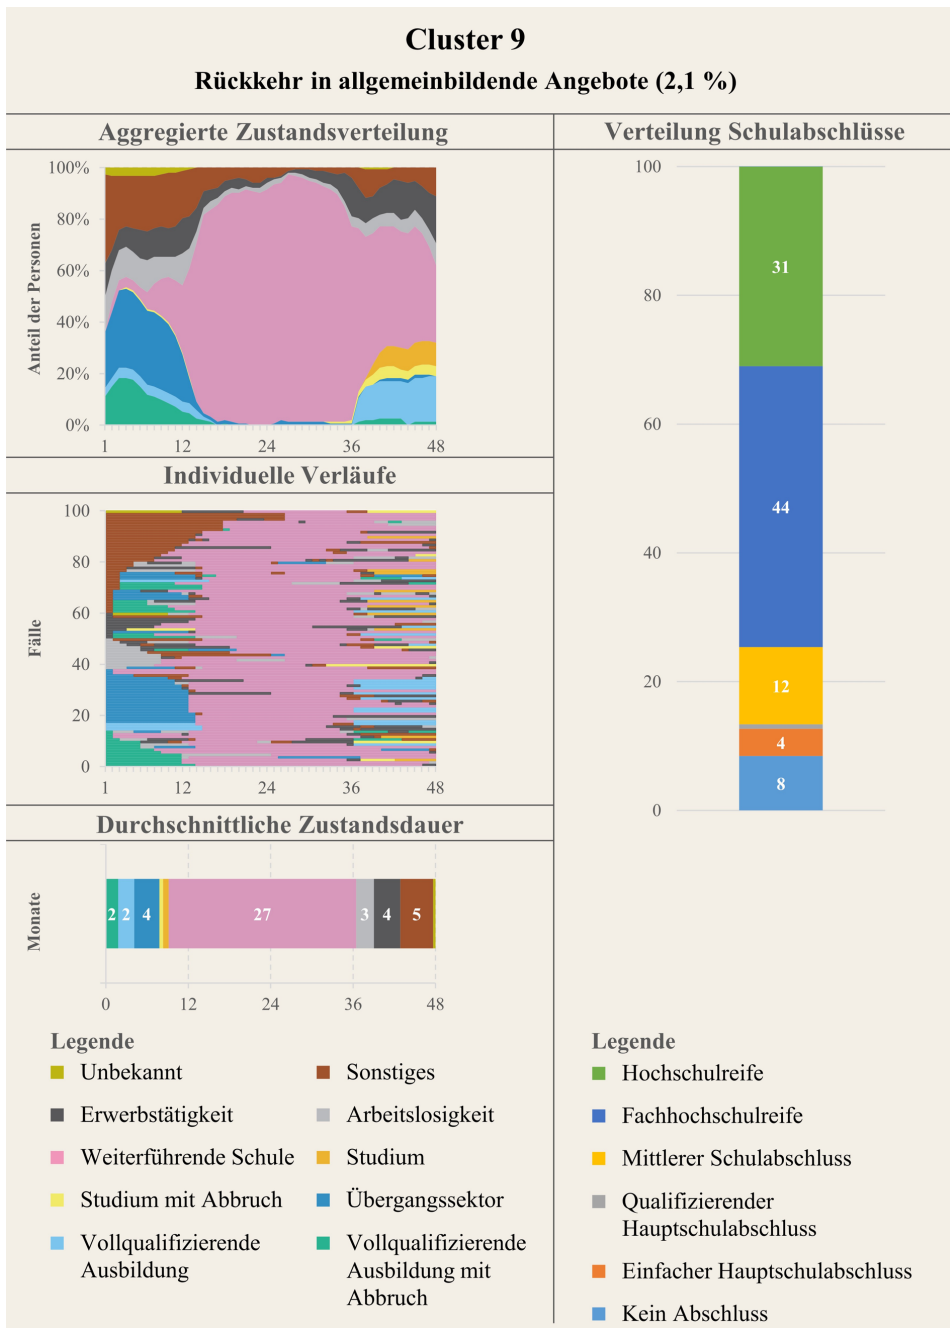 Cluster 9
Rückkehr in allgemeinbildende Angebote (2,1 %)
Aggregierte Zustandsverteilung
Anteil der Personen
100%
80%
60%
40%
20%
0%
1 12 24 36 48
Individuelle Verläufe
Fälle
100
80
60
40
20
0
1 12 24 36 48
Durchschnittliche Zustandsdauer
Monate
2 2 4 27 3 4 5
0 12 24 36 48
Legende
Unbekannt
Sonstiges
Erwerbstätigkeit
Arbeitslosigkeit
Weiterführende Schule
Studium
Studium mit Abbruch
Übergangssektor
Vollqualifizierende
Ausbildung
Vollqualifizierende
Ausbildung mit
Abbruch
Verteilung Schulabschlüsse
100
80
60
40
20
0
31
44
12
4
8
Legende
Hochschulreife
Fachhochschulreife
Mittlerer Schulabschluss
Qualifizierender
Hauptschulabschluss
Einfacher Hauptschulabschluss
Kein Abschluss